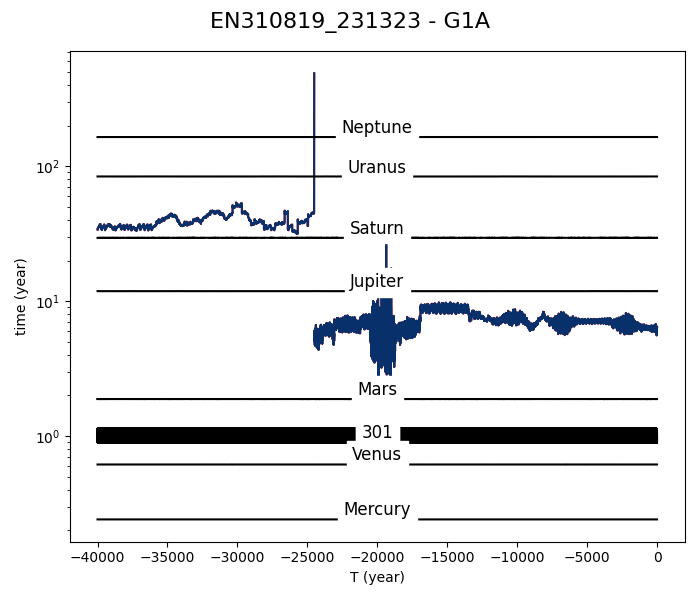 EN310819_231323 - G1A
time (year)
10²
10¹
10⁰
Neptune
Uranus
Saturn
Jupiter
Mars
301
Venus
Mercury
−40000 −35000 −30000 −25000 −20000 −15000 −10000 −5000 0
T (year)